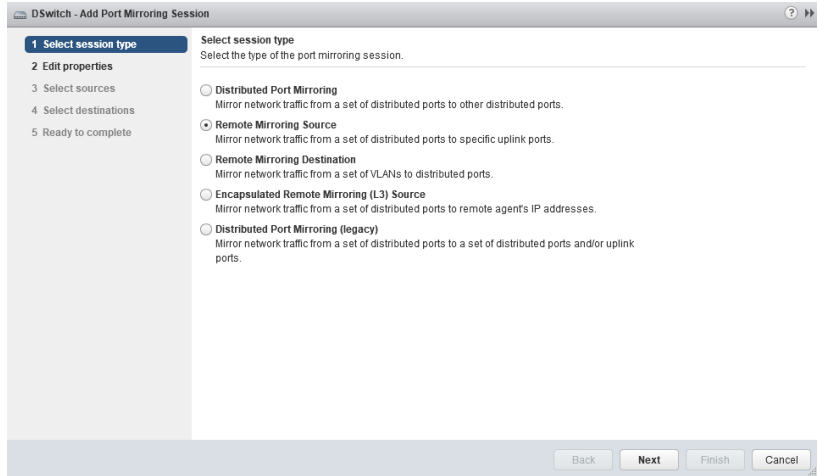 DSwitch - Add Port Mirroring Session
?
1 Select session type
2 Edit properties
3 Select sources
4 Select destinations
5 Ready to complete
Select session type
Select the type of the port mirroring session.
Distributed Port Mirroring
Mirror network traffic from a set of distributed ports to other distributed ports.
Remote Mirroring Source
Mirror network traffic from a set of distributed ports to specific uplink ports.
Remote Mirroring Destination
Mirror network traffic from a set of VLANs to distributed ports.
Encapsulated Remote Mirroring (L3) Source
Mirror network traffic from a set of distributed ports to remote agent's IP addresses.
Distributed Port Mirroring (legacy)
Mirror network traffic from a set of distributed ports to a set of distributed ports and/or uplink
ports.
Back
Next
Finish
Cancel